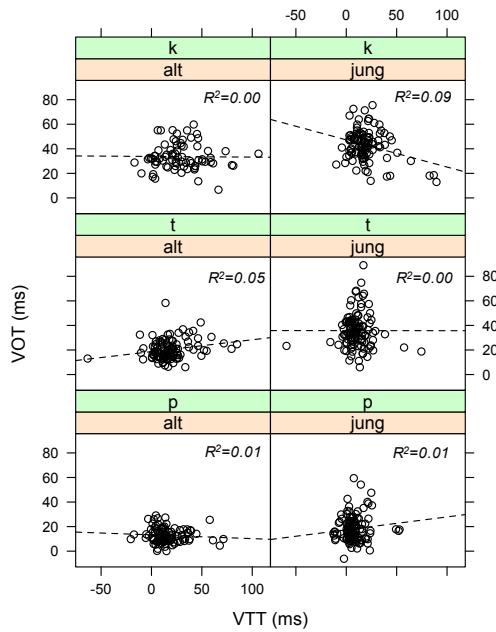 -50 0 50 100
k k
alt jung
R²=0.00 R²=0.09
80
60
40
20
0
t t
alt jung
R²=0.05 R²=0.00
80
60
40
20
0
p p
alt jung
R²=0.01 R²=0.01
80
60
40
20
0
-50 0 50 100
VOT (ms)
VTT (ms)